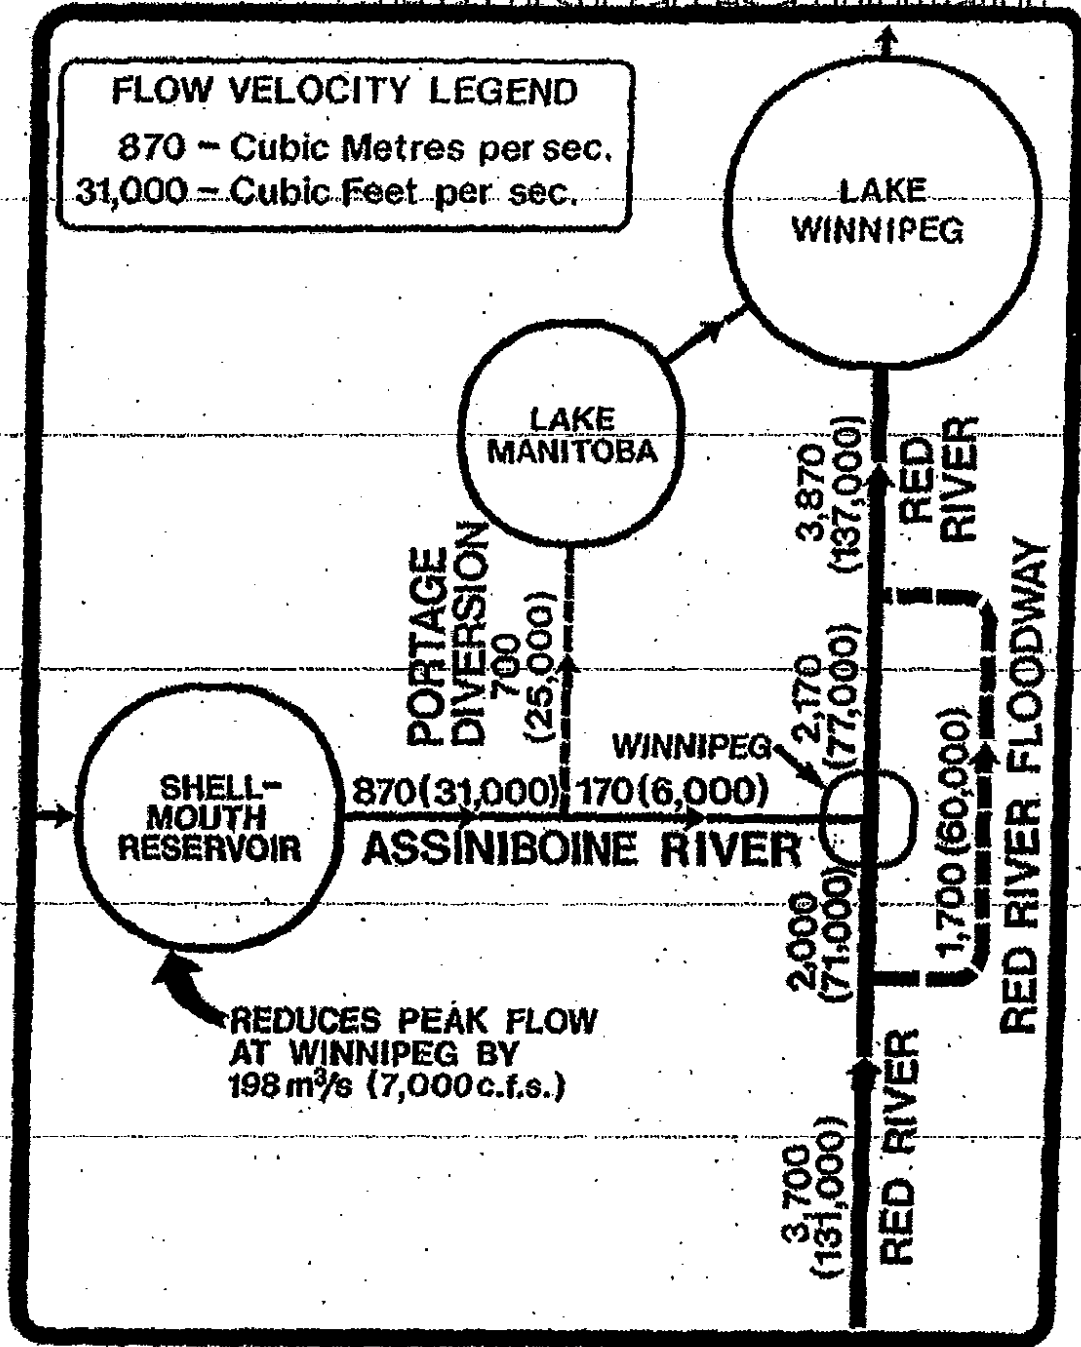 FLOW VELOCITY LEGEND
870 - Cubic Metres per sec.
31,000 - Cubic Feet per sec.
LAKE
WINNIPEG
LAKE
MANITOBA
3,870
(137,000)
RED
RIVER
PORTAGE
DIVERSION
700
(25,000)
2,170
(77,000)
WINNIPEG
SHELL-
MOUTH
RESERVOIR
870(31,000)
170(6,000)
ASSINIBOINE RIVER
1,700(60,000)
RED RIVER FLOODWAY
2,000
(71,000)
REDUCES PEAK FLOW
AT WINNIPEG BY
198 m³/s (7,000 c.f.s.)
3,700
(131,000)
RED RIVER